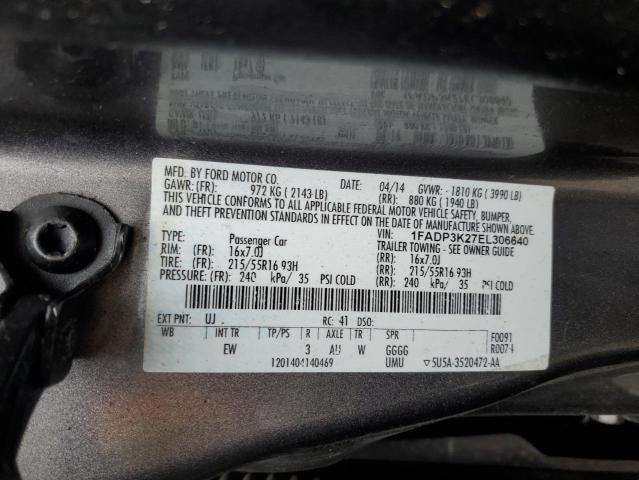 MFD. BY FORD MOTOR CO.
DATE: 04/14 GVWR: - 1810 KG ( 3990 LB)
GAWR: (FR): 972 KG ( 2143 LB) (RR): 880 KG ( 1940 LB)
THIS VEHICLE CONFORMS TO ALL APPLICABLE FEDERAL MOTOR VEHICLE SAFETY, BUMPER,
AND THEFT PREVENTION STANDARDS IN EFFECT ON THE DATE OF MANUFACTURE SHOWN ABOVE.
VIN: 1FADP3K27EL306640
TYPE: Passenger Car TRAILER TOWING - SEE OWNER GUIDE
RIM: (FR): 16x7.0J (RR): 16x7.0J
TIRE: (FR): 215/55R16 93H (RR): 215/55R16 93H
PRESSURE: (FR): 240 kPa/ 35 PSI COLD (RR): 240 kPa/ 35 PSI COLD
EXT PNT: UJ RC: 41 DSO:
WB INT TR TP/PS R AXLE TR SPR F0091
EW 3 W GGGG R0074
1201404140469 UMU 5U5A-3520472-AA